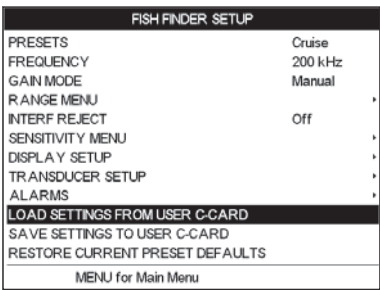 FISH FINDER SETUP
PRESETS Cruise
FREQUENCY 200 kHz
GAIN MODE Manual
RANGE MENU
INTERF REJECT Off
SENSITIVITY MENU
DISPLAY SETUP
TRANSDUCER SETUP
ALARMS
LOAD SETTINGS FROM USER C-CARD
SAVE SETTINGS TO USER C-CARD
RESTORE CURRENT PRESET DEFAULTS
MENU for Main Menu